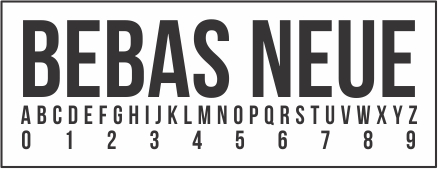 BEBAS NEUE
ABCDEFGHIJKLMNOPQRSTUVWXYZ
0 1 2 3 4 5 6 7 8 9